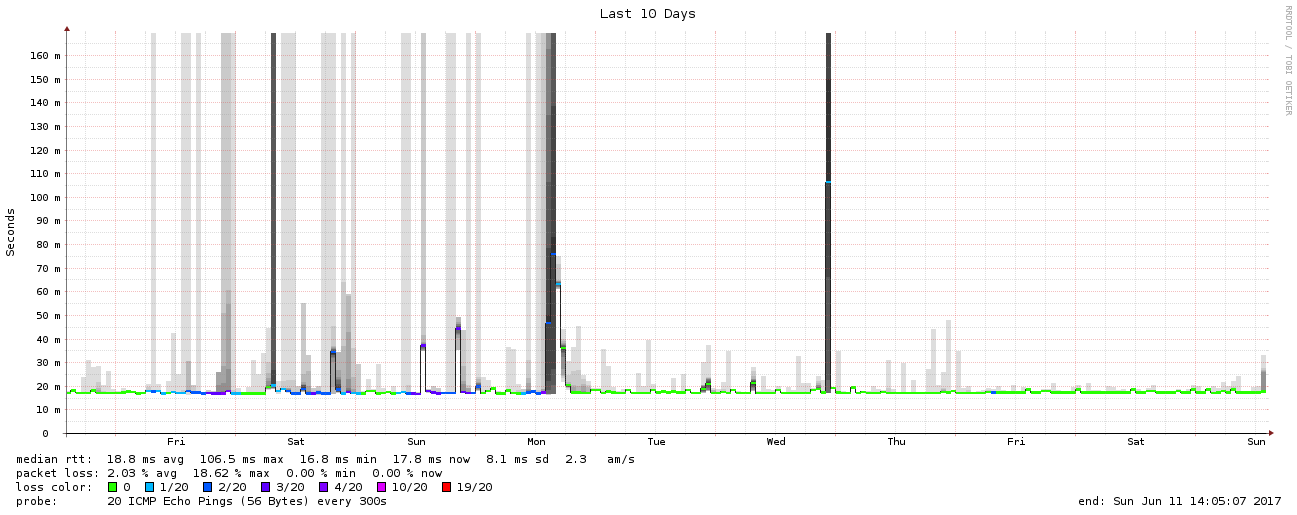 Last 10 Days
RRDTOOL / TOBI OETIKER
Seconds
160 m
150 m
140 m
130 m
120 m
110 m
100 m
90 m
80 m
70 m
60 m
50 m
40 m
30 m
20 m
10 m
0
Fri Sat Sun Mon Tue Wed Thu Fri Sat Sun
median rtt: 18.8 ms avg 106.5 ms max 16.8 ms min 17.8 ms now 8.1 ms sd 2.3 am/s
packet loss: 2.03 % avg 18.62 % max 0.00 % min 0.00 % now
loss color: 0 1/20 2/20 3/20 4/20 10/20 19/20
probe: 20 ICMP Echo Pings (56 Bytes) every 300s end: Sun Jun 11 14:05:07 2017